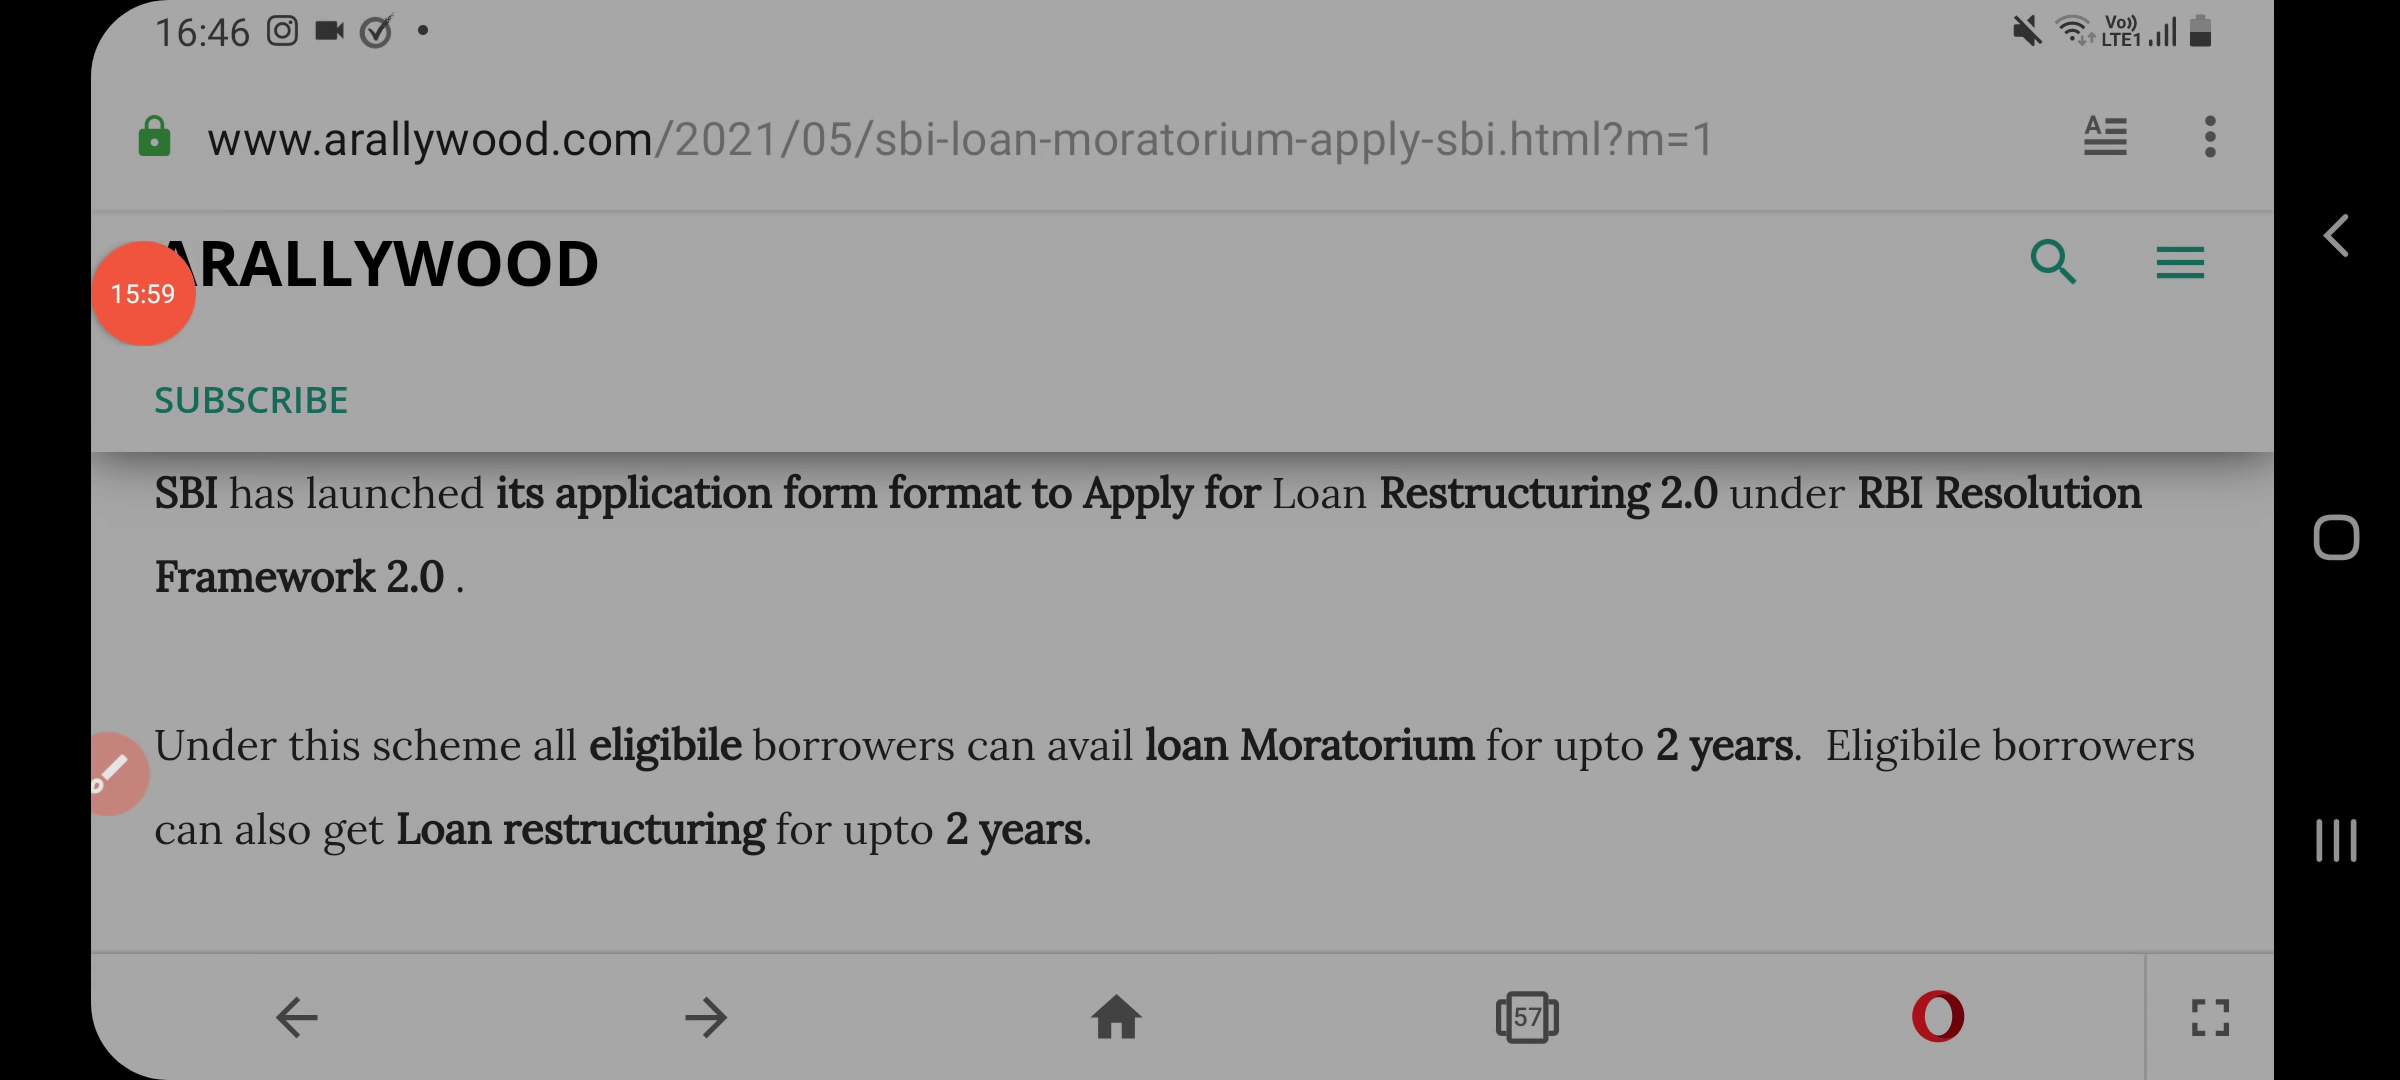 16:46
Vo)) LTE1
www.arallywood.com/2021/05/sbi-loan-moratorium-apply-sbi.html?m=1
ARALLYWOOD
15:59
SUBSCRIBE
SBI has launched its application form format to Apply for Loan Restructuring 2.0 under RBI Resolution
Framework 2.0 .
Under this scheme all eligibile borrowers can avail loan Moratorium for upto 2 years.  Eligibile borrowers
can also get Loan restructuring for upto 2 years.
57